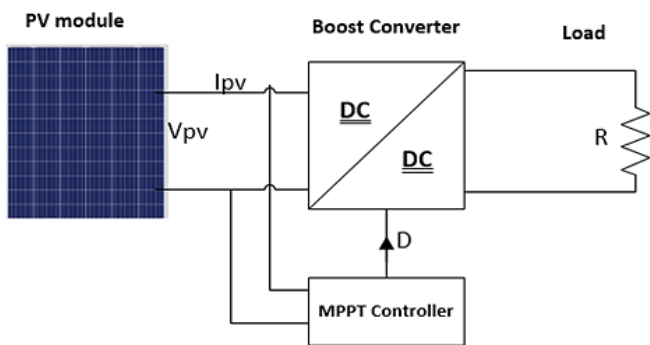 PV module
Boost Converter
Load
Ipv
Vpv
DC
DC
R
D
MPPT Controller